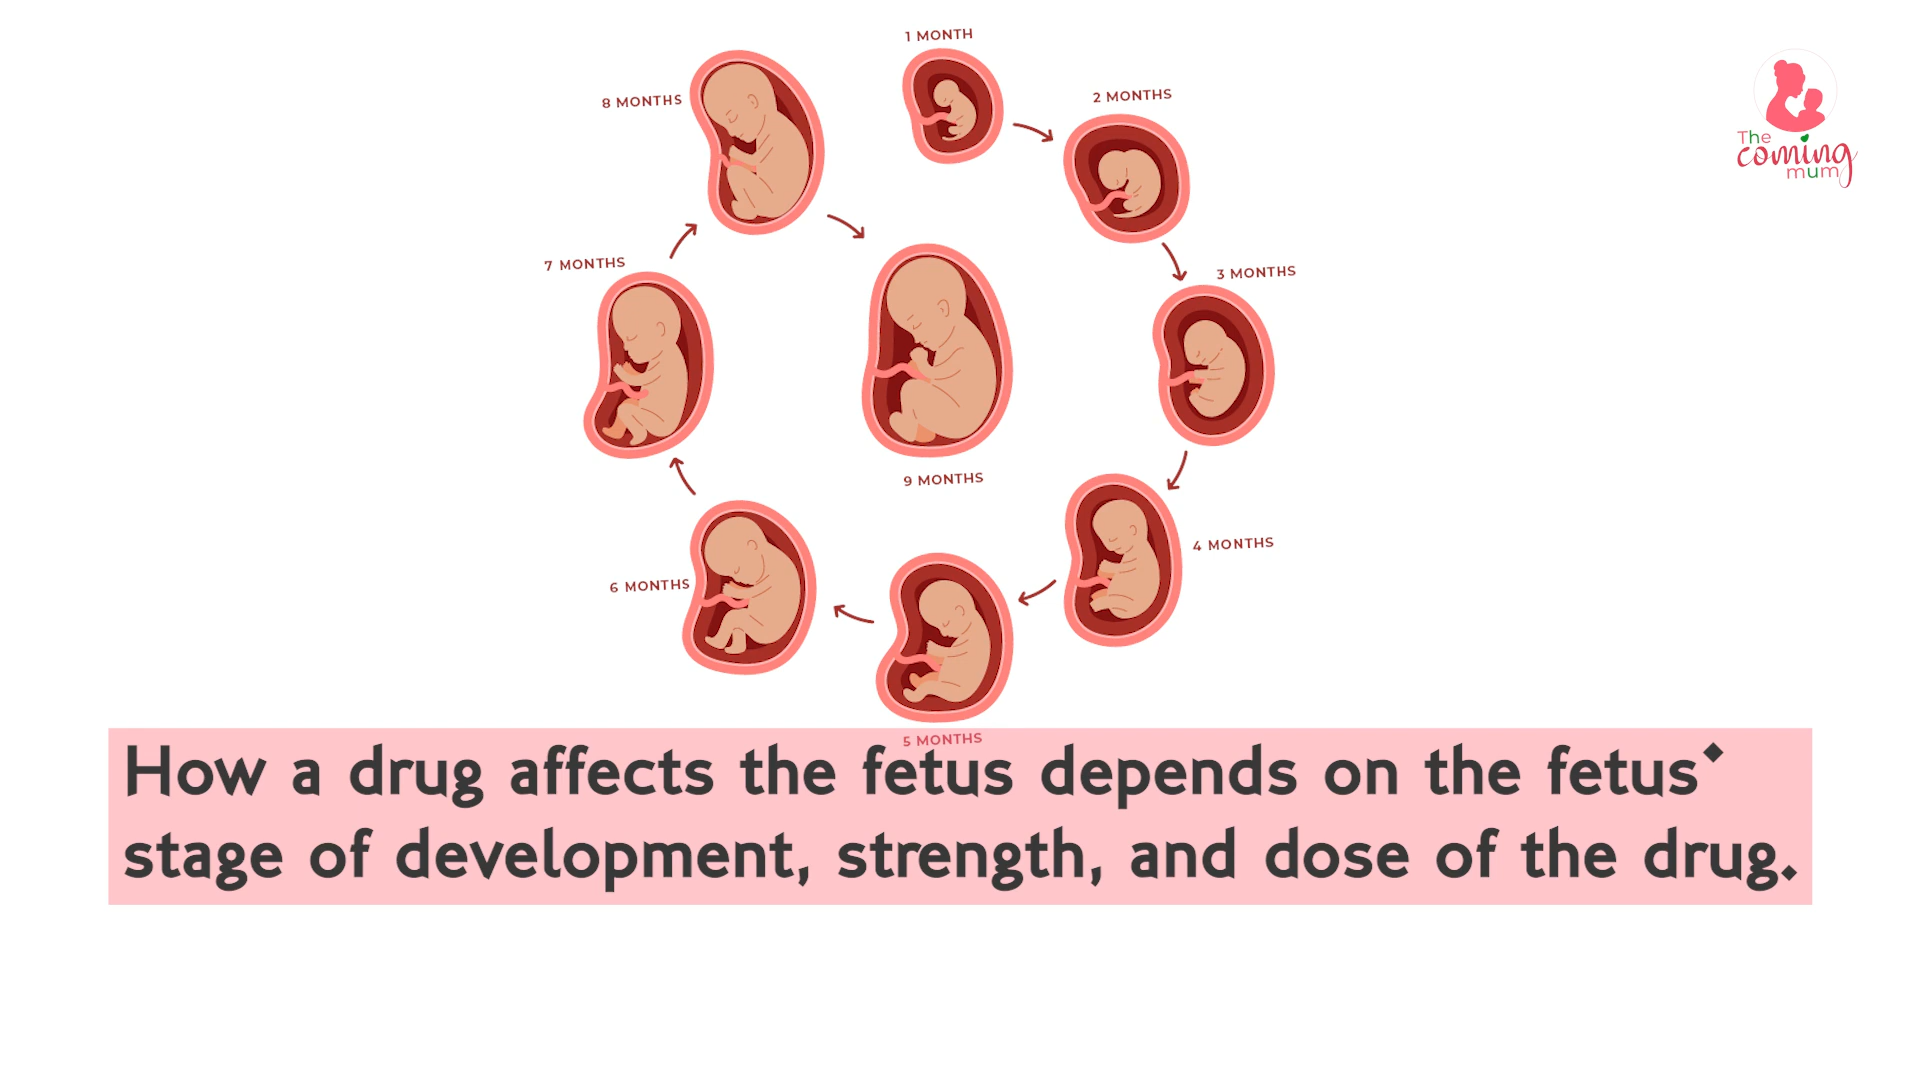 1 MONTH
2 MONTHS
3 MONTHS
4 MONTHS
5 MONTHS
6 MONTHS
7 MONTHS
8 MONTHS
9 MONTHS
The
coming
mum
How a drug affects the fetus depends on the fetus'
stage of development, strength, and dose of the drug.